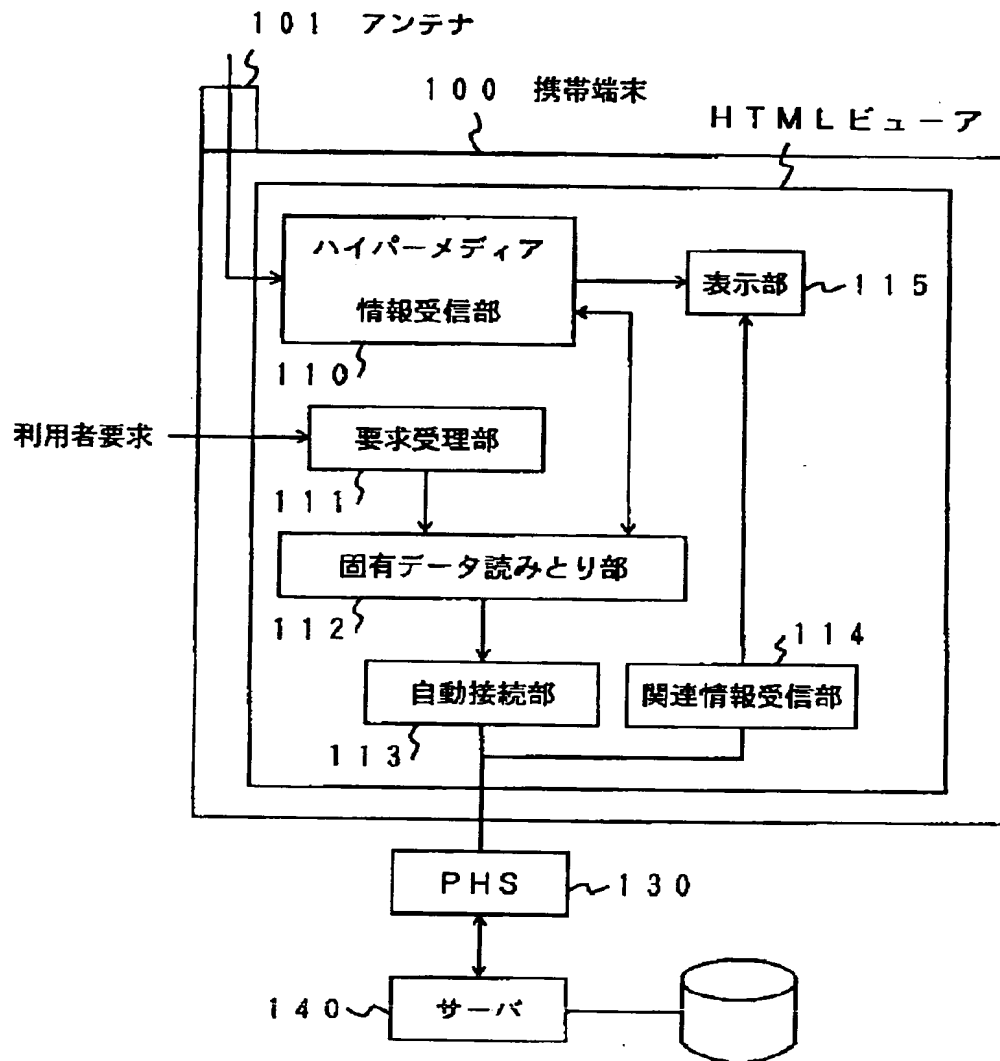 １０１ アンテナ
１００ 携帯端末
ＨＴＭＬビューア
ハイパーメディア
情報受信部
表示部
１１５
１１０
利用者要求
要求受理部
１１１
固有データ読みとり部
１１２
１１４
自動接続部
関連情報受信部
１１３
ＰＨＳ
１３０
１４０
サーバ